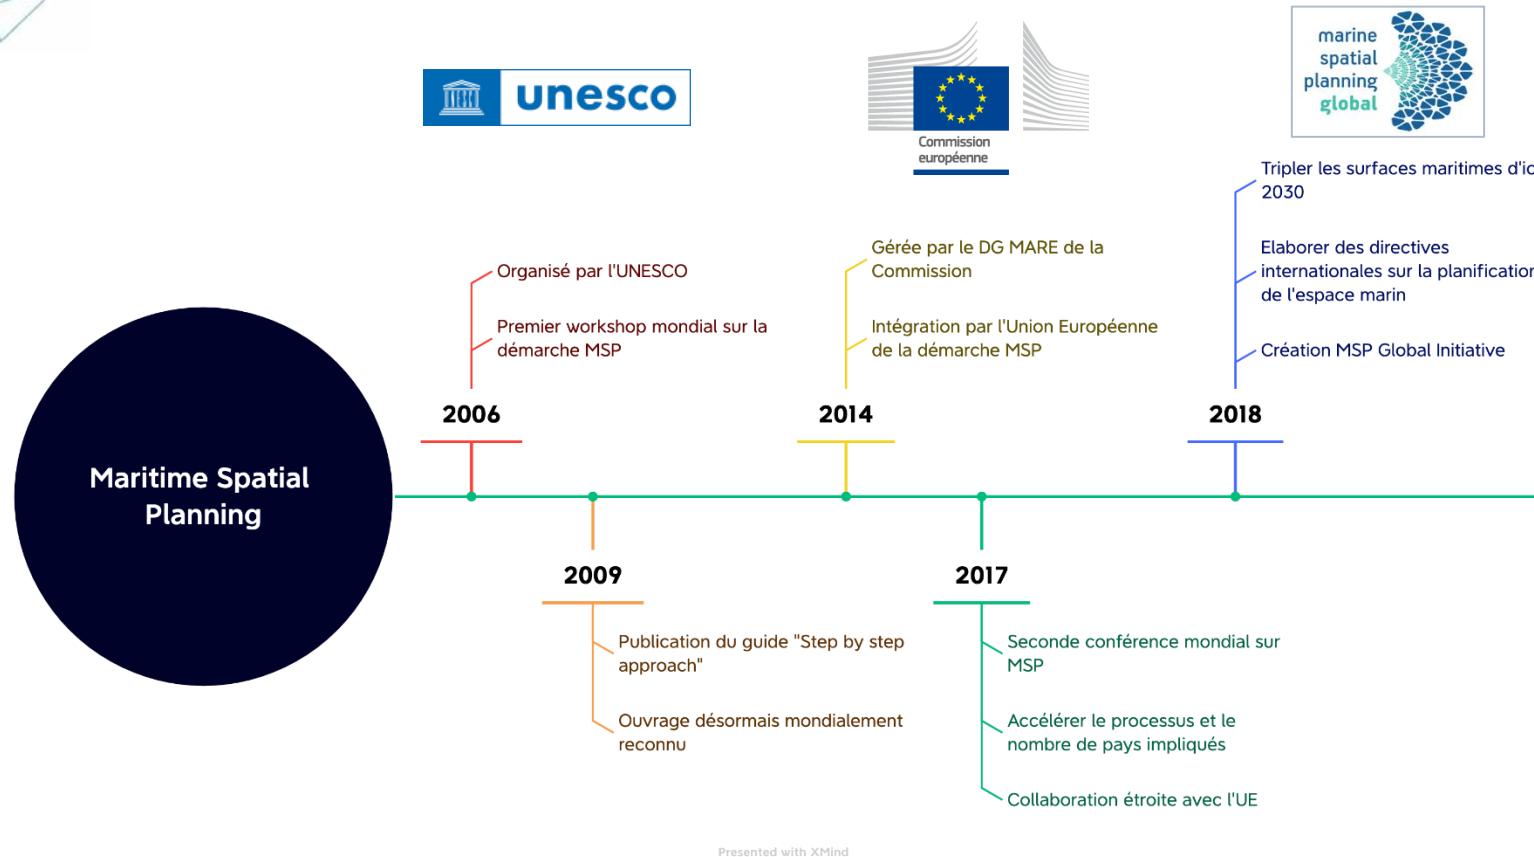 unesco
Commission
européenne
marine
spatial
planning
global
Tripler les surfaces maritimes
2030
Elaborer des directives
internationales sur la planification
de l'espace marin
Création MSP Global Initiative
Gérée par le DG MARE de la
Commission
Intégration par l'Union Européenne
de la démarche MSP
Organisé par l'UNESCO
Premier workshop mondial sur la
démarche MSP
2006
2014
2018
Maritime Spatial
Planning
2009
2017
Publication du guide "Step by step
approach"
Ouvrage désormais mondialement
reconnu
Seconde conférence mondial sur
MSP
Accélérer le processus et le
nombre de pays impliqués
Collaboration étroite avec l'UE
Presented with XMind